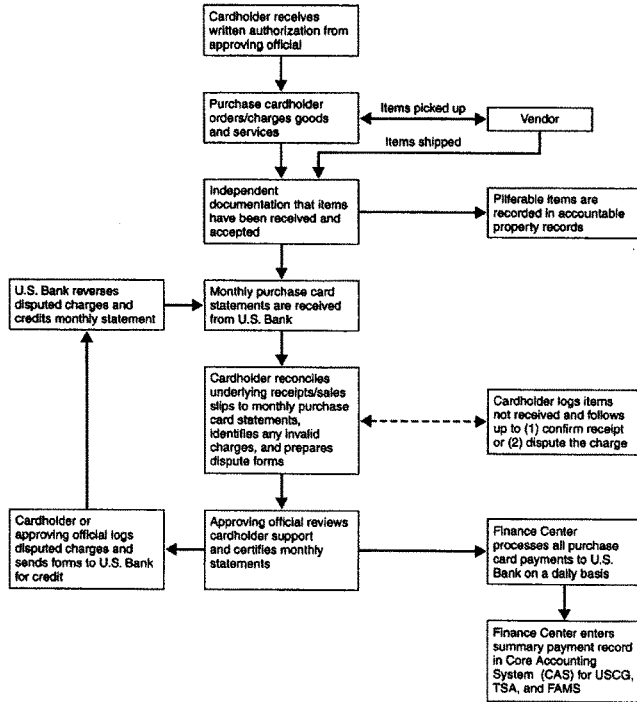 Cardholder receives
written authorization from
approving official
Purchase cardholder
orders/charges goods
and services
Items picked up
Vendor
Items shipped
Independent
documentation that items
have been received and
accepted
Pilferable items are
recorded in accountable
property records
U.S. Bank reverses
disputed charges and
credits monthly statement
Monthly purchase card
statements are received
from U.S. Bank
Cardholder reconciles
underlying receipts/sales
slips to monthly purchase
card statements,
identifies any invalid
charges, and prepares
dispute forms
Cardholder logs items
not received and follows
up to (1) confirm receipt
or (2) dispute the charge
Cardholder or
approving official logs
disputed charges and
sends forms to U.S. Bank
for credit
Approving official reviews
cardholder support
and certifies monthly
statements
Finance Center
processes all purchase
card payments to U.S.
Bank on a daily basis
Finance Center enters
summary payment record
in Core Accounting
System (CAS) for USCG,
TSA, and FAMS